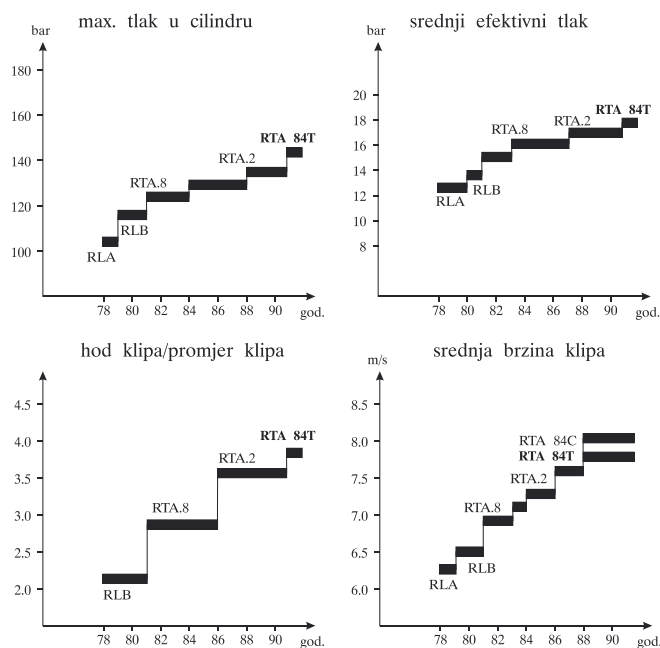 max. tlak u cilindru
bar
180
160
140
120
100
RTA 84T
RTA.2
RTA.8
RLB
RLA
78 80 82 84 86 88 90 god.
srednji efektivni tlak
bar
20
18
16
14
12
10
8
RTA 84T
RTA.2
RTA.8
RLB
RLA
78 80 82 84 86 88 90 god.
hod klipa/promjer klipa
4.5
4.0
3.5
3.0
2.5
2.0
RTA 84T
RTA.2
RTA.8
RLB
78 80 82 84 86 88 90 god.
srednja brzina klipa
m/s
8.5
8.0
7.5
7.0
6.5
6.0
RTA 84C
RTA 84T
RTA.2
RTA.8
RLB
RLA
78 80 82 84 86 88 90 god.